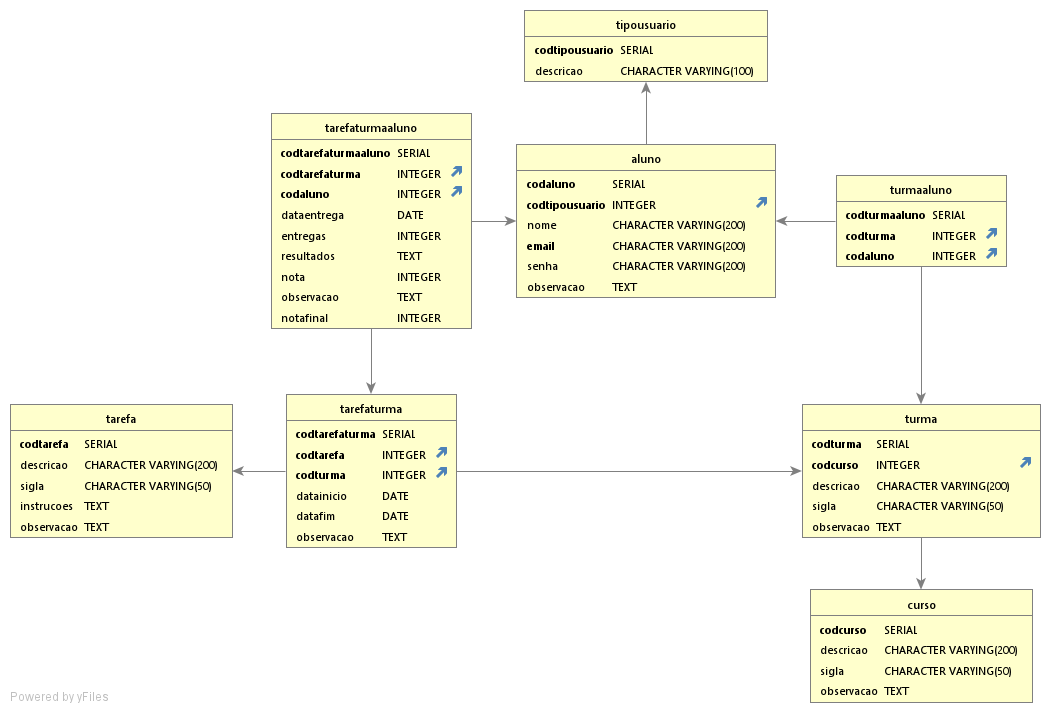 tipousuario
codtipousuario SERIAL
descricao CHARACTER VARYING(100)
tarefaturmaaluno
codtarefaturmaaluno SERIAL
codtarefaturma INTEGER
codaluno INTEGER
dataentrega DATE
entregas INTEGER
resultados TEXT
nota INTEGER
observacao TEXT
notafinal INTEGER
aluno
codaluno SERIAL
codtipousuario INTEGER
nome CHARACTER VARYING(200)
email CHARACTER VARYING(200)
senha CHARACTER VARYING(200)
observacao TEXT
turmaaluno
codturmaaluno SERIAL
codturma INTEGER
codaluno INTEGER
tarefa
codtarefa SERIAL
descricao CHARACTER VARYING(200)
sigla CHARACTER VARYING(50)
instrucoes TEXT
observacao TEXT
tarefaturma
codtarefaturma SERIAL
codtarefa INTEGER
codturma INTEGER
datainicio DATE
datafim DATE
observacao TEXT
turma
codturma SERIAL
codcurso INTEGER
descricao CHARACTER VARYING(200)
sigla CHARACTER VARYING(50)
observacao TEXT
curso
codcurso SERIAL
descricao CHARACTER VARYING(200)
sigla CHARACTER VARYING(50)
observacao TEXT
Powered by yFiles